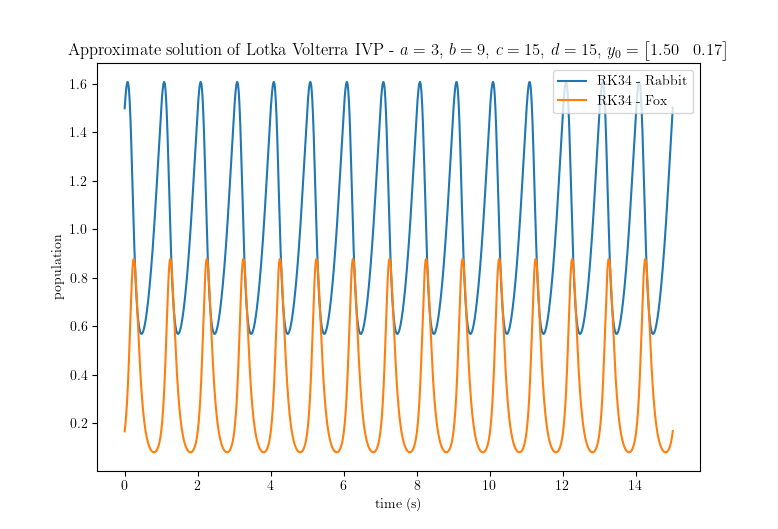 Approximate solution of Lotka Volterra IVP - a = 3, b = 9, c = 15, d = 15, y₀ = [1.50 0.17]
RK34 - Rabbit
RK34 - Fox
1.6
1.4
1.2
1.0
0.8
0.6
0.4
0.2
population
0 2 4 6 8 10 12 14
time (s)